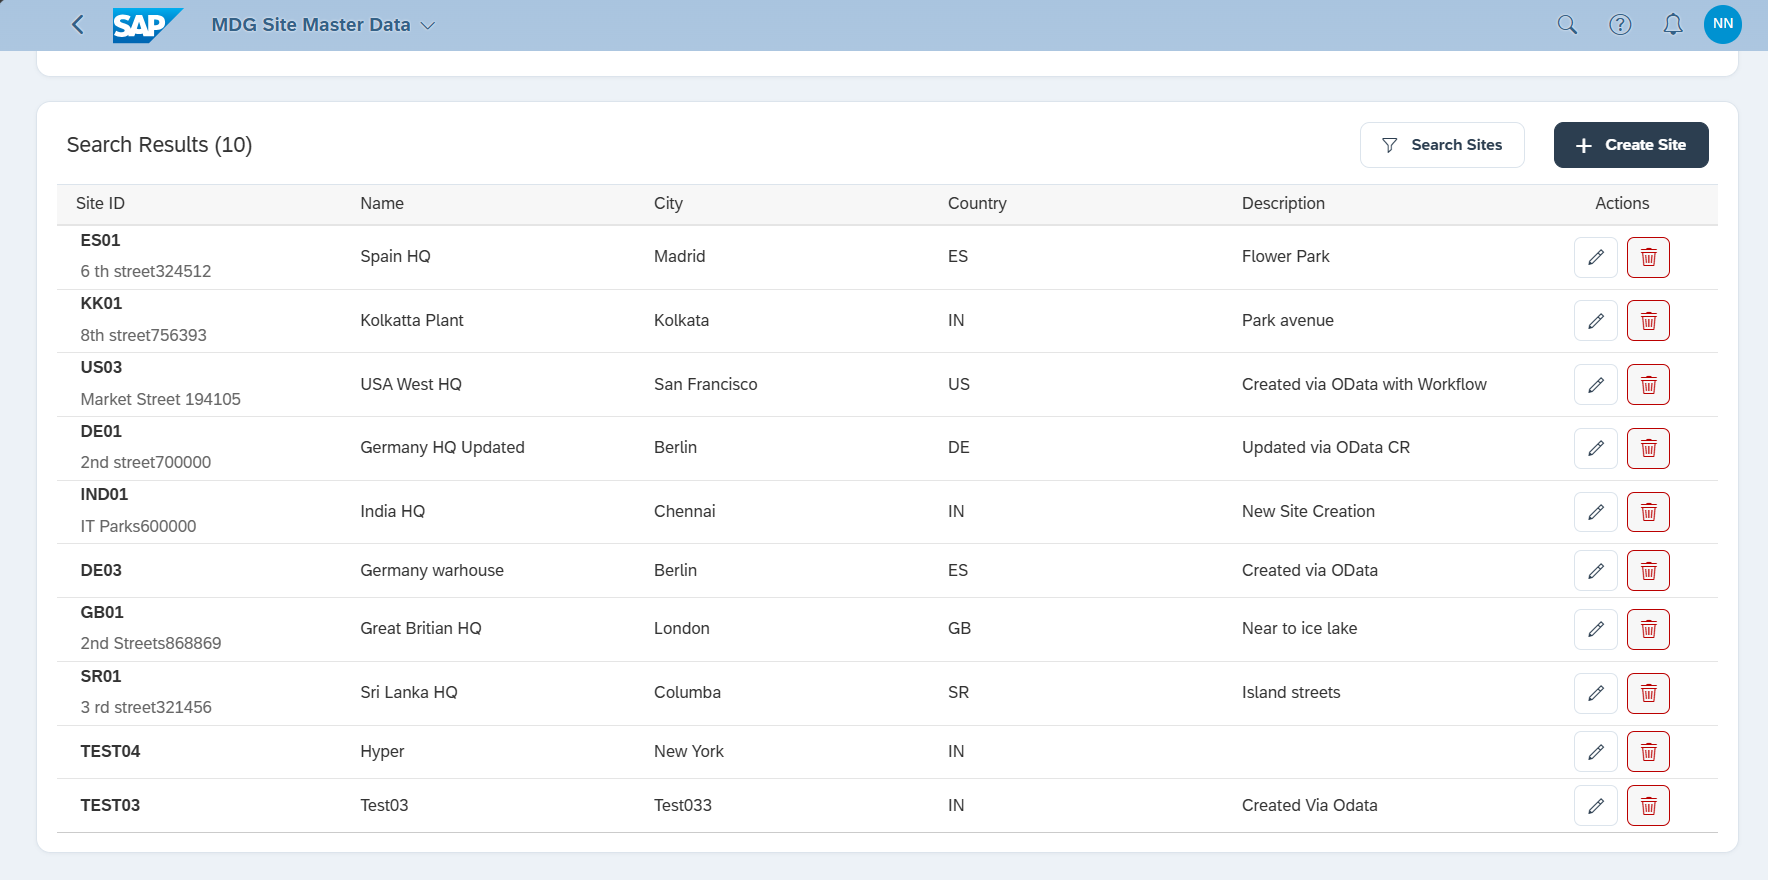 SAP MDG Site Master Data NN
Search Results (10) Search Sites + Create Site
Site ID Name City Country Description Actions
ES01
6 th street324512 Spain HQ Madrid ES Flower Park
KK01
8th street756393 Kolkatta Plant Kolkata IN Park avenue
US03
Market Street 194105 USA West HQ San Francisco US Created via OData with Workflow
DE01
2nd street700000 Germany HQ Updated Berlin DE Updated via OData CR
IND01
IT Parks600000 India HQ Chennai IN New Site Creation
DE03 Germany warhouse Berlin ES Created via OData
GB01
2nd Streets868869 Great Britian HQ London GB Near to ice lake
SR01
3 rd street321456 Sri Lanka HQ Columba SR Island streets
TEST04 Hyper New York IN
TEST03 Test03 Test033 IN Created Via Odata